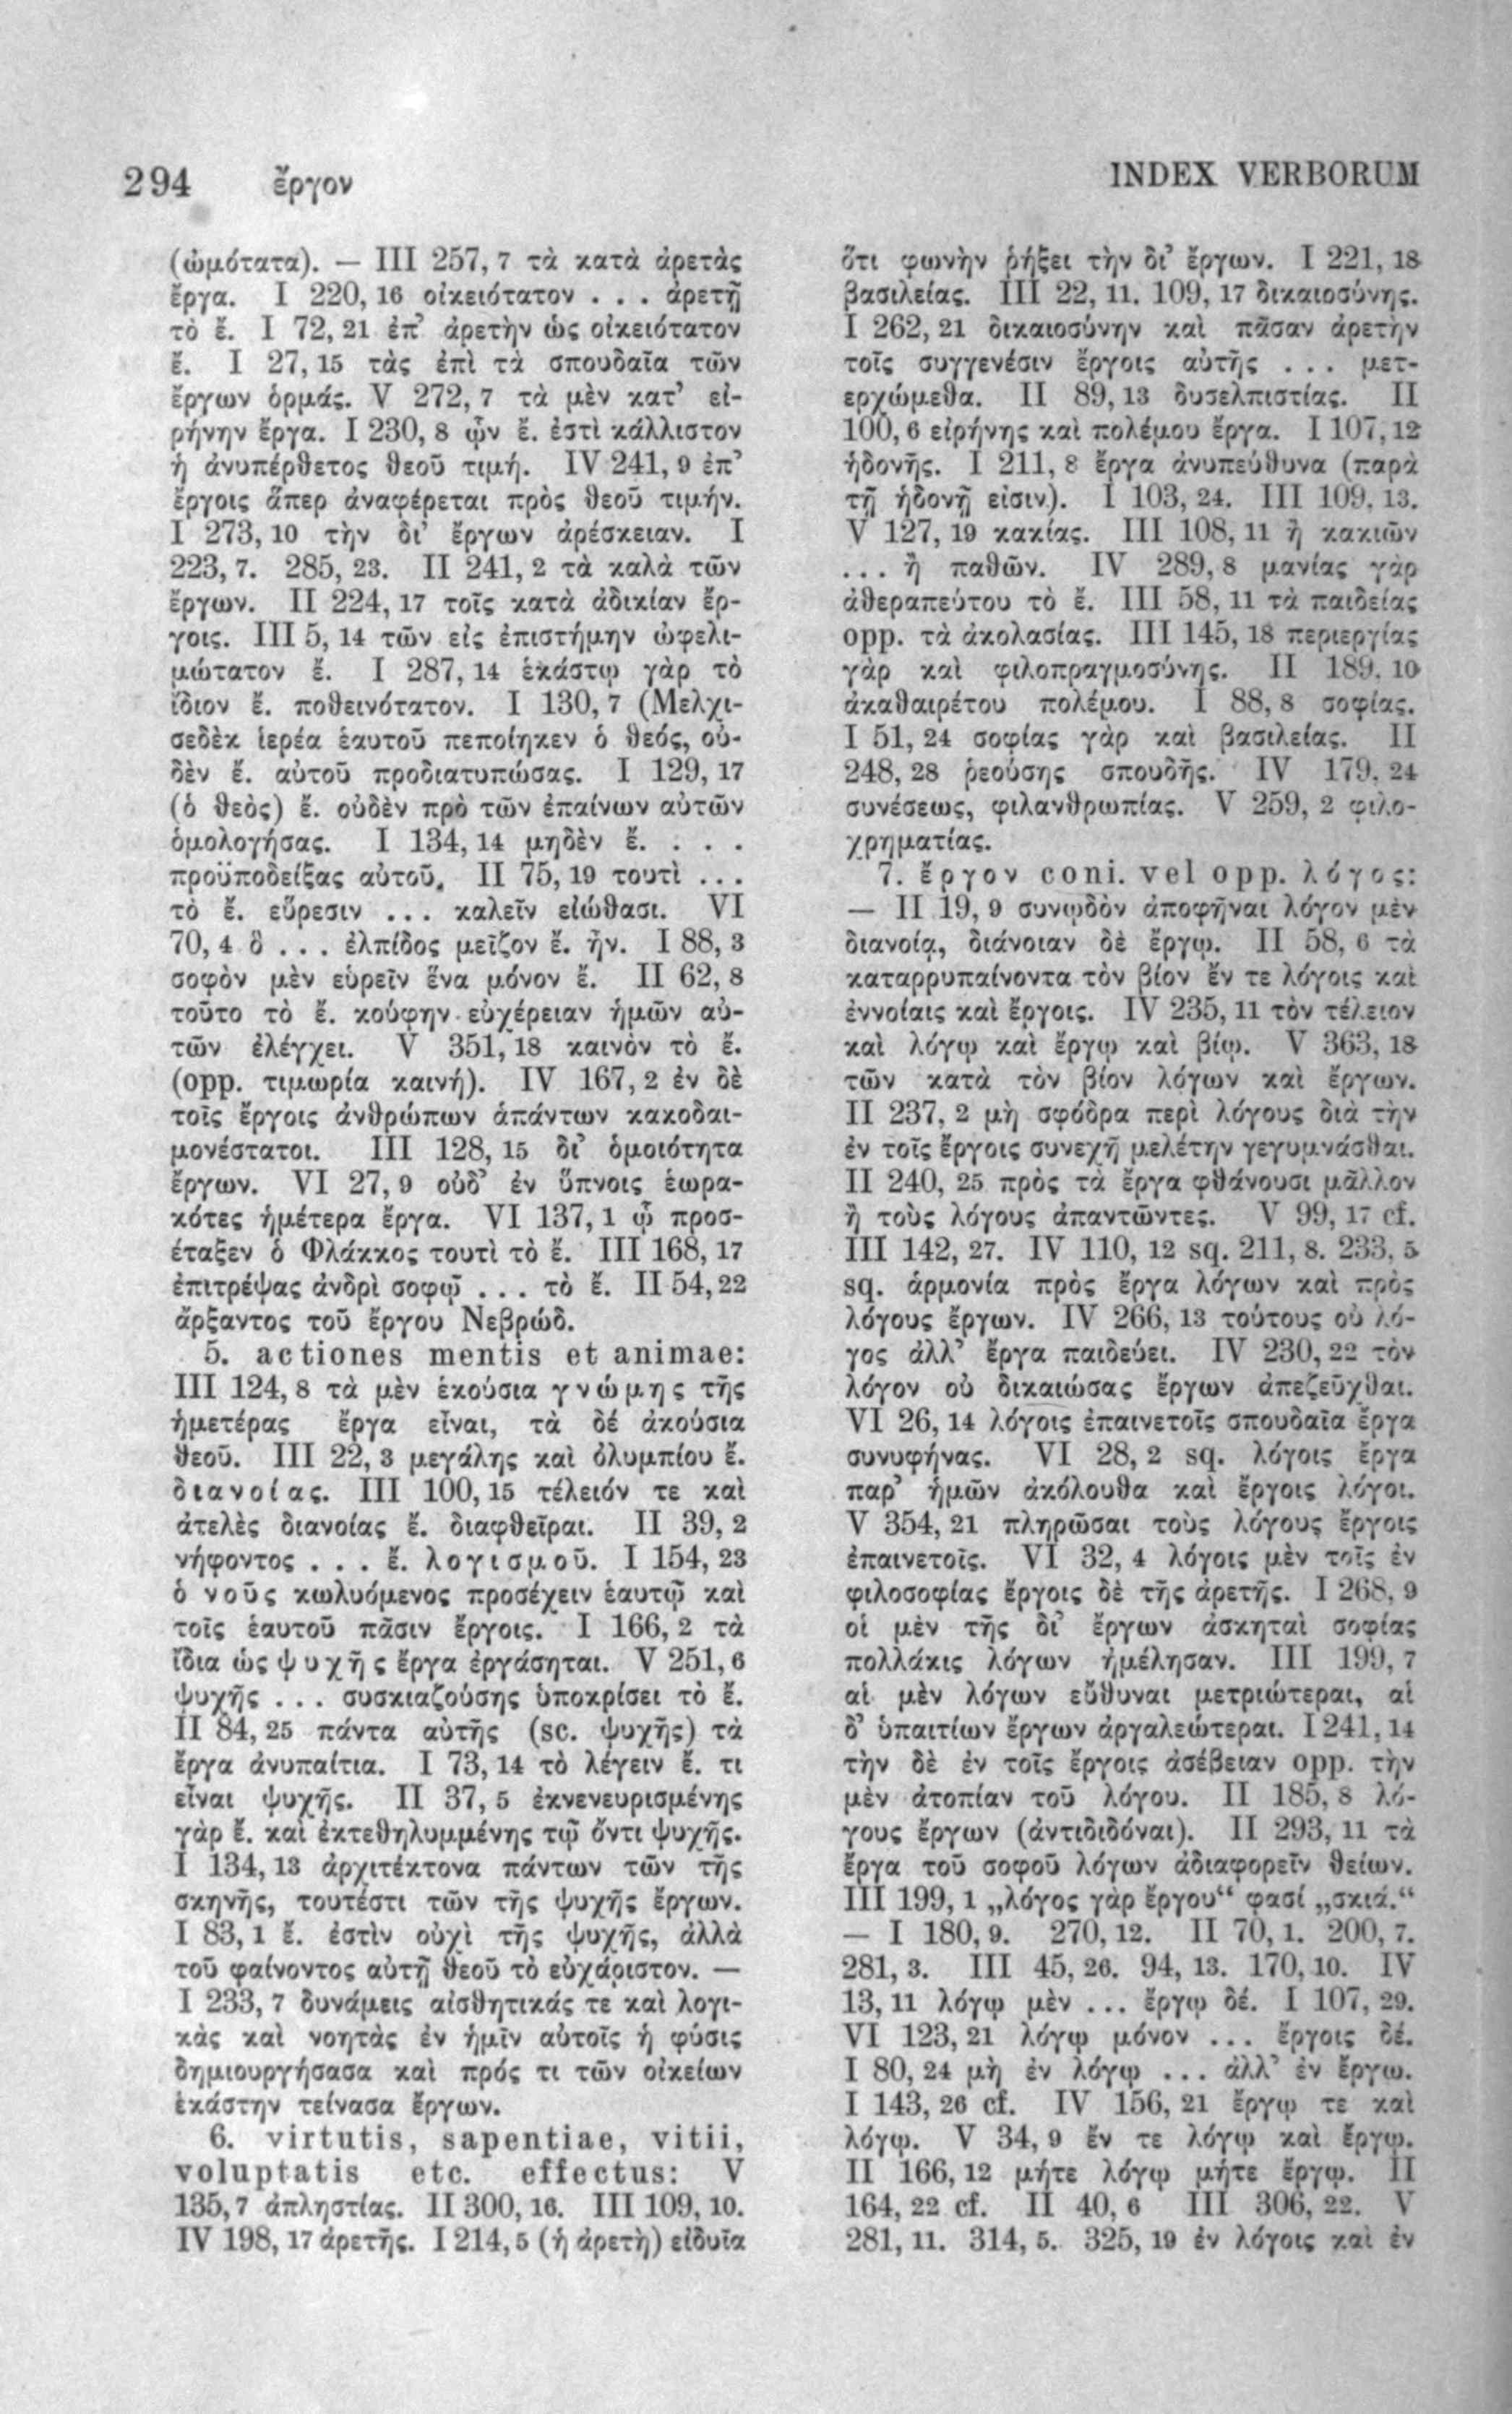 294 ἔργον
INDEX VERBORUM
(ὠμότατα). — III 257, 7 τὰ κατὰ ἀρετὰς
ἔργα. I 220, 16 οἰκειότατον . . . ἀρετῇ
τὸ ἔ. I 72, 21 ἐπ’ ἀρετὴν ὡς οἰκειότατον
ἔ. I 27, 15 τὰς ἐπὶ τὰ σπουδαῖα τῶν
ἔργων ὁρμάς. V 272, 7 τὰ μὲν κατ’ εἰ-
ρήνην ἔργα. I 230, 8 ὧν ἔ. ἐστὶ κάλλιστον
ἡ ἀνυπέρθετος θεοῦ τιμή. IV 241, 9 ἐπ’
ἔργοις ἅπερ ἀναφέρεται πρὸς θεοῦ τιμήν.
I 273, 10 τὴν δι’ ἔργων ἀρέσκειαν. I
223, 7. 285, 23. II 241, 2 τὰ καλὰ τῶν
ἔργων. II 224, 17 τοῖς κατὰ ἀδικίαν ἔρ-
γοις. III 5, 14 τῶν εἰς ἐπιστήμην ὠφελι-
μώτατον ἔ. I 287, 14 ἑκάστῳ γὰρ τὸ
ἴδιον ἔ. ποθεινότατον. I 130, 7 (Μελχι-
σεδὲκ ἱερέα ἑαυτοῦ πεποίηκεν ὁ θεός, οὐ-
δὲν ἔ. αὐτοῦ προδιατυπώσας. I 129, 17
(ὁ θεὸς) ἔ. οὐδὲν πρὸ τῶν ἐπαίνων αὐτῶν
ὁμολογήσας. I 134, 14 μηδὲν ἔ. . . .
προϋποδείξας αὐτοῦ. II 75, 19 τουτὶ ...
τὸ ἔ. εὕρεσιν ... καλεῖν εἰώθασι. VI
70, 4 ὃ . . . ἐλπίδος μεῖζον ἔ. ἦν. I 88, 3
σοφὸν μὲν εὑρεῖν ἕνα μόνον ἔ. II 62, 8
τοῦτο τὸ ἔ. κούφην εὐχέρειαν ἡμῶν αὐ-
τῶν ἐλέγχει. V 351, 18 καινὸν τὸ ἔ.
(opp. τιμωρία καινή). IV 167, 2 ἐν δὲ
τοῖς ἔργοις ἀνθρώπων ἁπάντων κακοδαι-
μονέστατοι. III 128, 15 δι’ ὁμοιότητα
ἔργων. VI 27, 9 οὐδ’ ἐν ὕπνοις ἑωρα-
κότες ἡμέτερα ἔργα. VI 137, 1 ᾧ προσ-
έταξεν ὁ Φλάκκος τουτὶ τὸ ἔ. III 168, 17
ἐπιτρέψας ἀνδρὶ σοφῷ . . . τὸ ἔ. II 54, 22
ἄρξαντος τοῦ ἔργου Νεβρώδ.
5. actiones mentis et animae:
III 124, 8 τὰ μὲν ἑκούσια γνώμης τῆς
ἡμετέρας ἔργα εἶναι, τὰ δέ ἀκούσια
θεοῦ. III 22, 3 μεγάλης καὶ ὀλυμπίου ἔ.
διανοίας. III 100, 15 τέλειόν τε καὶ
ἀτελὲς διανοίας ἔ. διαφθεῖραι. II 39, 2
νήφοντος . . . ἔ. λογισμοῦ. I 154, 23
ὁ νοῦς κωλυόμενος προσέχειν ἑαυτῷ καὶ
τοῖς ἑαυτοῦ πᾶσιν ἔργοις. I 166, 2 τὰ
ἴδια ὡς ψυχῆς ἔργα ἐργάσηται. V 251, 6
ψυχῆς . . . συσκιαζούσης ὑποκρίσει τὸ ἔ.
II 84, 25 πάντα αὐτῆς (sc. ψυχῆς) τὰ
ἔργα ἀνυπαίτια. I 73, 14 τὸ λέγειν ἔ. τι
εἶναι ψυχῆς. II 37, 5 ἐκνενευρισμένης
γὰρ ἔ. καὶ ἐκτεθηλυμμένης τῷ ὄντι ψυχῆς.
I 134, 13 ἀρχιτέκτονα πάντων τῶν τῆς
σκηνῆς, τουτέστι τῶν τῆς ψυχῆς ἔργων.
I 83, 1 ἔ. ἐστὶν οὐχὶ τῆς ψυχῆς, ἀλλὰ
τοῦ φαίνοντος αὐτῇ θεοῦ τὸ εὐχάριστον. —
I 233, 7 δυνάμεις αἰσθητικάς τε καὶ λογι-
κὰς καὶ νοητὰς ἐν ἡμῖν αὐτοῖς ἡ φύσις
δημιουργήσασα καὶ πρός τι τῶν οἰκείων
ἑκάστην τείνασα ἔργων.
6. virtutis, sapentiae, vitii,
voluptatis etc. effectus: V
135, 7 ἀπληστίας. II 300, 16. III 109, 10.
IV 198, 17 ἀρετῆς. I 214, 5 (ἡ ἀρετὴ) εἰδυῖα
ὅτι φωνὴν ῥήξει τὴν δι’ ἔργων. I 221, 18
βασιλείας. III 22, 11. 109, 17 δικαιοσύνης.
I 262, 21 δικαιοσύνην καὶ πᾶσαν ἀρετὴν
τοῖς συγγενέσιν ἔργοις αὐτῆς ... μετ-
ερχώμεθα. II 89, 13 δυσελπιστίας. II
100, 6 εἰρήνης καὶ πολέμου ἔργα. I 107, 12
ἡδονῆς. I 211, 8 ἔργα ἀνυπεύθυνα (παρὰ
τῇ ἡδονῇ εἰσιν). I 103, 24. III 109, 13.
V 127, 19 κακίας. III 108, 11 ἢ κακιῶν
... ἢ παθῶν. IV 289, 8 μανίας γὰρ
ἀθεραπεύτου τὸ ἔ. III 58, 11 τὰ παιδείας
opp. τὰ ἀκολασίας. III 145, 18 περιεργίας
γὰρ καὶ φιλοπραγμοσύνης. II 189, 10
ἀκαθαιρέτου πολέμου. I 88, 8 σοφίας.
I 51, 24 σοφίας γὰρ καὶ βασιλείας. II
248, 28 ῥεούσης σπουδῆς. IV 179, 24
συνέσεως, φιλανθρωπίας. V 259, 2 φιλο-
χρηματίας.
7. ἔργον coni. vel opp. λόγος:
— II 19, 9 συνῳδὸν ἀποφῆναι λόγον μὲν
διανοίᾳ, διάνοιαν δὲ ἔργῳ. II 58, 6 τὰ
καταρρυπαίνοντα τὸν βίον ἔν τε λόγοις καὶ
ἐννοίαις καὶ ἔργοις. IV 235, 11 τὸν τέλειον
καὶ λόγῳ καὶ ἔργῳ καὶ βίῳ. V 363, 18
τῶν κατὰ τὸν βίον λόγων καὶ ἔργων.
II 237, 2 μὴ σφόδρα περὶ λόγους διὰ τὴν
ἐν τοῖς ἔργοις συνεχῆ μελέτην γεγυμνάσθαι.
II 240, 25 πρὸς τὰ ἔργα φθάνουσι μᾶλλον
ἢ τοὺς λόγους ἀπαντῶντες. V 99, 17 cf.
III 142, 27. IV 110, 12 sq. 211, 8. 233, 5
sq. ἁρμονία πρὸς ἔργα λόγων καὶ πρὸς
λόγους ἔργων. IV 266, 13 τούτους οὐ λό-
γος ἀλλ’ ἔργα παιδεύει. IV 230, 22 τὸν
λόγον οὐ δικαιώσας ἔργων ἀπεζεῦχθαι.
VI 26, 14 λόγοις ἐπαινετοῖς σπουδαῖα ἔργα
συνυφήνας. VI 28, 2 sq. λόγοις ἔργα
παρ’ ἡμῶν ἀκόλουθα καὶ ἔργοις λόγοι.
V 354, 21 πληρῶσαι τοὺς λόγους ἔργοις
ἐπαινετοῖς. VI 32, 4 λόγοις μὲν τοῖς ἐν
φιλοσοφίας ἔργοις δὲ τῆς ἀρετῆς. I 268, 9
οἱ μὲν τῆς δι’ ἔργων ἀσκηταὶ σοφίας
πολλάκις λόγων ἠμέλησαν. III 199, 7
αἱ μὲν λόγων εὔθυναι μετριώτεραι, αἱ
δ’ ὑπαιτίων ἔργων ἀργαλεώτεραι. I 241, 14
τὴν δὲ ἐν τοῖς ἔργοις ἀσέβειαν opp. τὴν
μὲν ἀτοπίαν τοῦ λόγου. II 185, 8 λό-
γους ἔργων (ἀντιδιδόναι). II 293, 11 τὰ
ἔργα τοῦ σοφοῦ λόγων ἀδιαφορεῖν θείων.
III 199, 1 „λόγος γὰρ ἔργου“ φασί „σκιά.“
— I 180, 9. 270, 12. II 70, 1. 200, 7.
281, 3. III 45, 26. 94, 13. 170, 10. IV
13, 11 λόγῳ μὲν ... ἔργῳ δέ. I 107, 29.
VI 123, 21 λόγῳ μόνον ... ἔργοις δέ.
I 80, 24 μὴ ἐν λόγῳ ... ἀλλ’ ἐν ἔργῳ.
I 143, 26 cf. IV 156, 21 ἔργῳ τε καὶ
λόγῳ. V 34, 9 ἔν τε λόγῳ καὶ ἔργῳ.
II 166, 12 μήτε λόγῳ μήτε ἔργῳ. II
164, 22 cf. II 40, 6 III 306, 22. V
281, 11. 314, 5. 325, 19 ἐν λόγοις καὶ ἐν